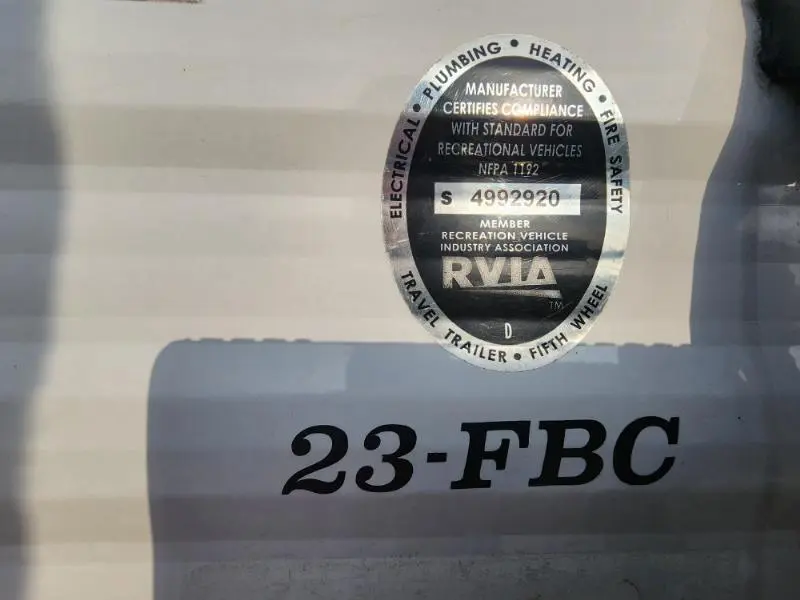 ELECTRICAL • PLUMBING • HEATING • FIRE SAFETY
MANUFACTURER
CERTIFIES COMPLIANCE
WITH STANDARD FOR
RECREATIONAL VEHICLES
NFPA 1192
S 4992920
MEMBER
RECREATION VEHICLE
INDUSTRY ASSOCIATION
RVIA
TM
D
TRAVEL TRAILER • FIFTH WHEEL
23-FBC